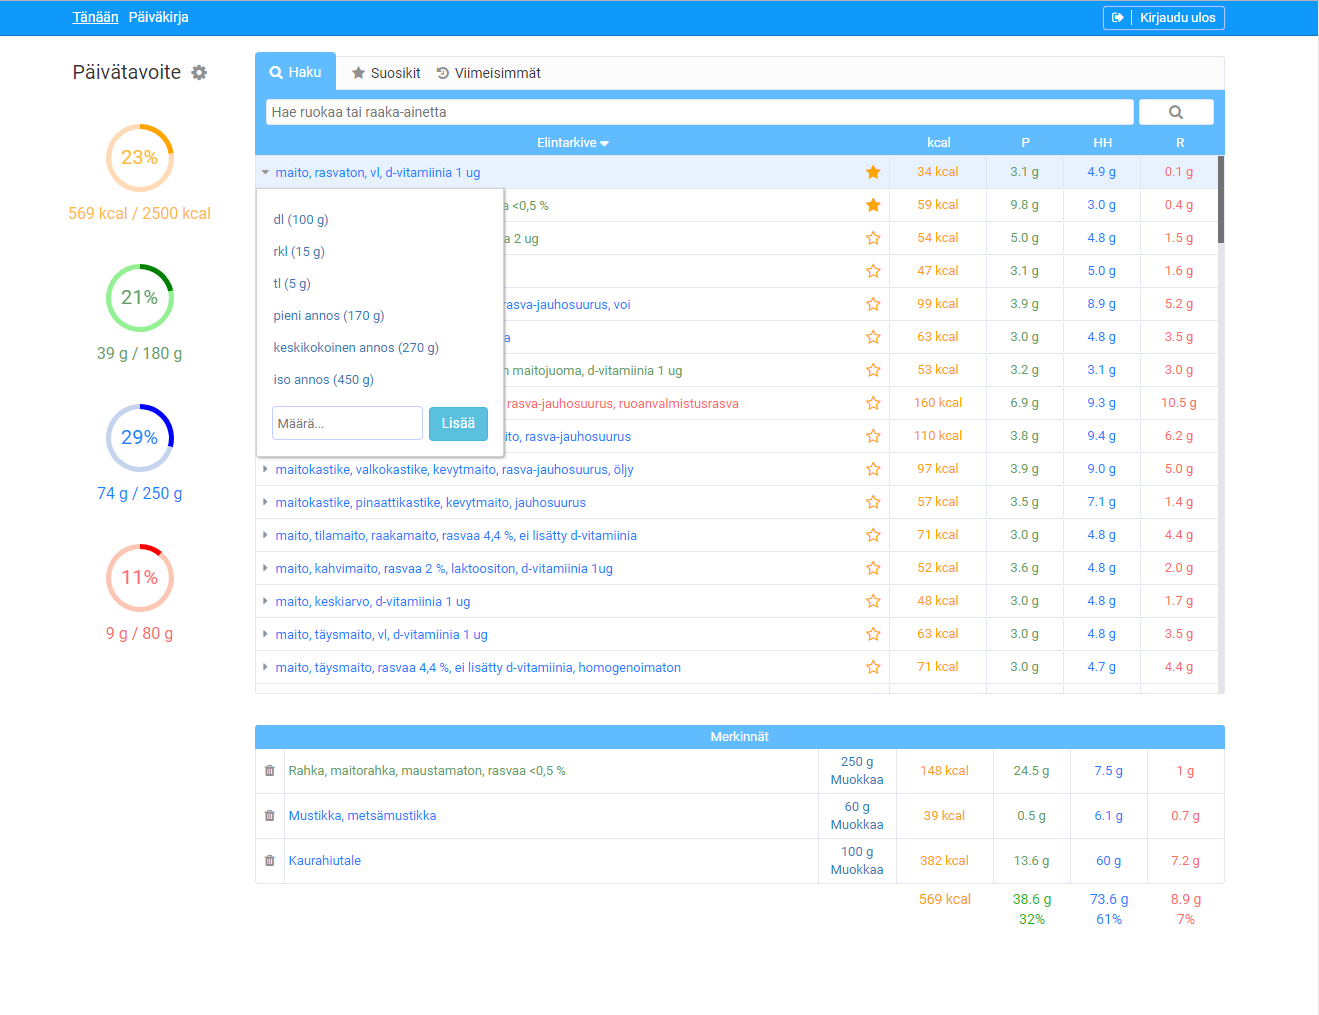 Tänään Päiväkirja Kirjaudu ulos
Päivätavoite
23%
569 kcal / 2500 kcal
21%
39 g / 180 g
29%
74 g / 250 g
11%
9 g / 80 g
Haku Suosikit Viimeisimmät
Hae ruokaa tai raaka-ainetta
Elintarkive kcal P HH R
maito, rasvaton, vl, d-vitamiinia 1 ug 34 kcal 3.1 g 4.9 g 0.1 g
<0,5 % 59 kcal 9.8 g 3.0 g 0.4 g
2 ug 54 kcal 5.0 g 4.8 g 1.5 g
47 kcal 3.1 g 5.0 g 1.6 g
rasva-jauhosuurus, voi 99 kcal 3.9 g 8.9 g 5.2 g
63 kcal 3.0 g 4.8 g 3.5 g
maitojuoma, d-vitamiinia 1 ug 53 kcal 3.2 g 3.1 g 3.0 g
rasva-jauhosuurus, ruoanvalmistusrasva 160 kcal 6.9 g 9.3 g 10.5 g
rasva-jauhosuurus 110 kcal 3.8 g 9.4 g 6.2 g
dl (100 g)
rkl (15 g)
tl (5 g)
pieni annos (170 g)
keskikokoinen annos (270 g)
iso annos (450 g)
Määrä... Lisää
maitokastike, valkokastike, kevytmaito, rasva-jauhosuurus, öljy 97 kcal 3.9 g 9.0 g 5.0 g
maitokastike, pinaattikastike, kevytmaito, jauhosuurus 57 kcal 3.5 g 7.1 g 1.4 g
maito, tilamaito, raakamaito, rasvaa 4,4 %, ei lisätty d-vitamiinia 71 kcal 3.0 g 4.8 g 4.4 g
maito, kahvimaito, rasvaa 2 %, laktoositon, d-vitamiinia 1ug 52 kcal 3.6 g 4.8 g 2.0 g
maito, keskiarvo, d-vitamiinia 1 ug 48 kcal 3.0 g 4.8 g 1.7 g
maito, täysmaito, vl, d-vitamiinia 1 ug 63 kcal 3.0 g 4.8 g 3.5 g
maito, täysmaito, rasvaa 4,4 %, ei lisätty d-vitamiinia, homogenoimaton 71 kcal 3.0 g 4.7 g 4.4 g
Merkinnät
Rahka, maitorahka, maustamaton, rasvaa <0,5 % 250 g Muokkaa 148 kcal 24.5 g 7.5 g 1 g
Mustikka, metsämustikka 60 g Muokkaa 39 kcal 0.5 g 6.1 g 0.7 g
Kaurahiutale 100 g Muokkaa 382 kcal 13.6 g 60 g 7.2 g
569 kcal 38.6 g 73.6 g 8.9 g
32% 61% 7%